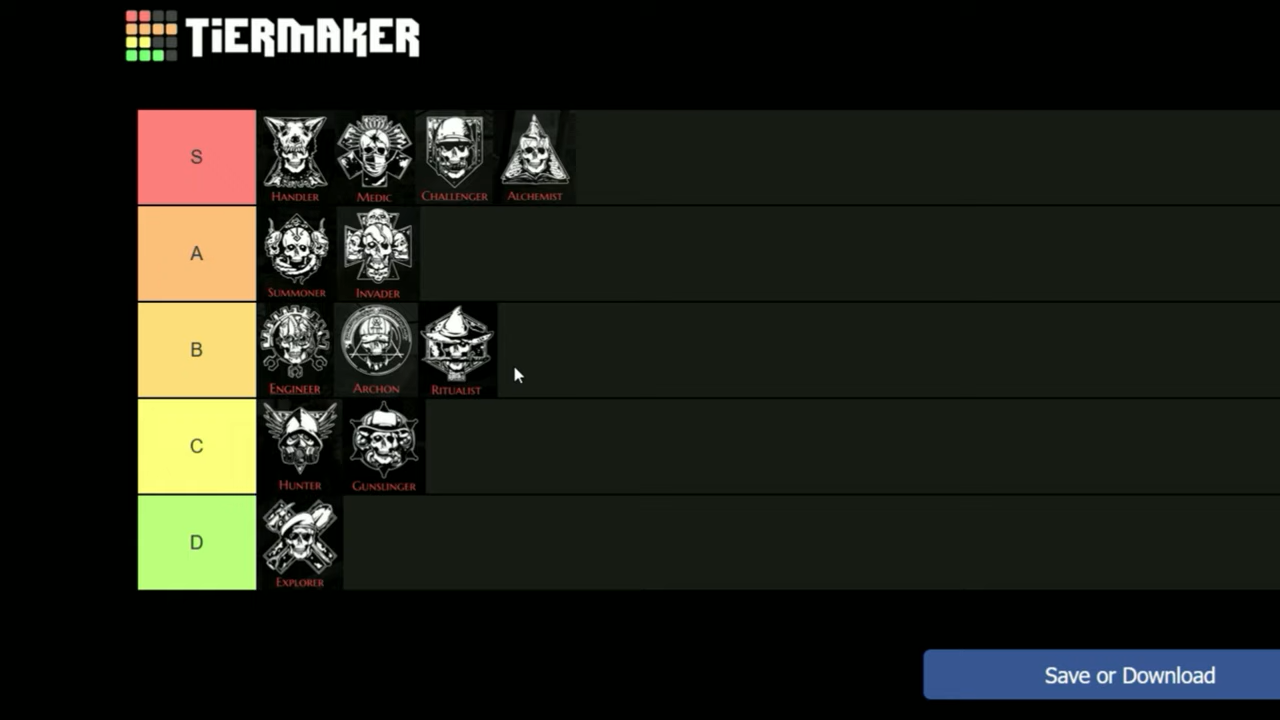 TiERMAKER
S
HANDLER MEDIC CHALLENGER ALCHEMIST
A
SUMMONER INVADER
B
ENGINEER ARCHON RITUALIST
C
HUNTER GUNSLINGER
D
EXPLORER
Save or Download